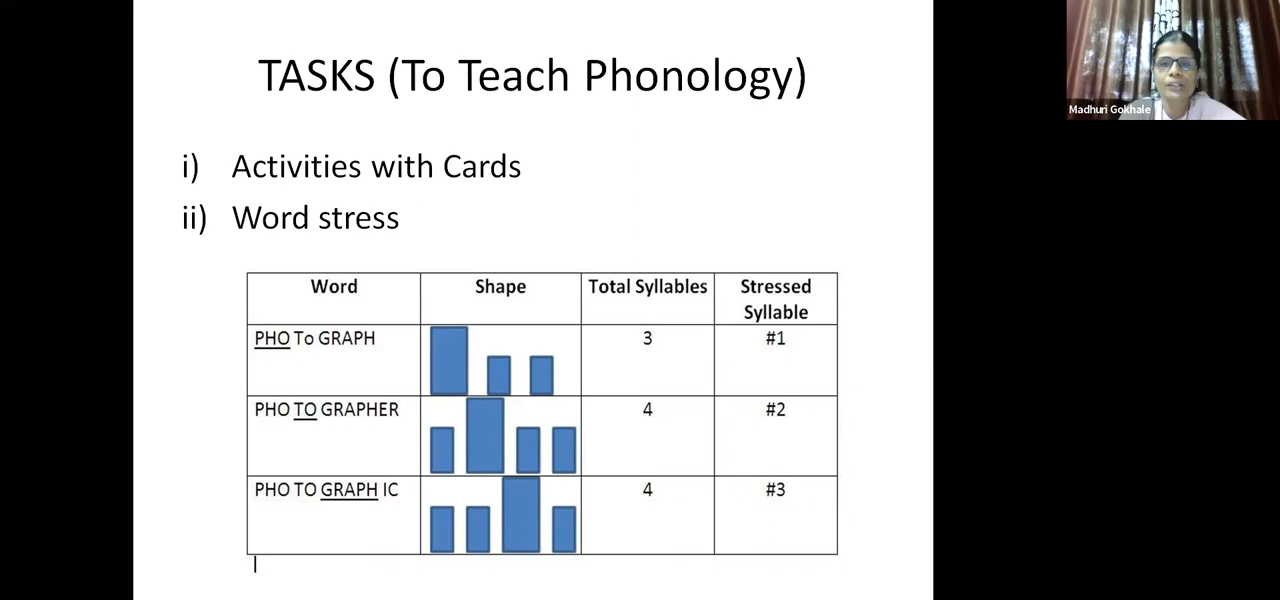 TASKS (To Teach Phonology)
Madhuri Gokhale
i) Activities with Cards
ii) Word stress
Word Shape Total Syllables Stressed Syllable
PHO To GRAPH 3 #1
PHO TO GRAPHER 4 #2
PHO TO GRAPH IC 4 #3